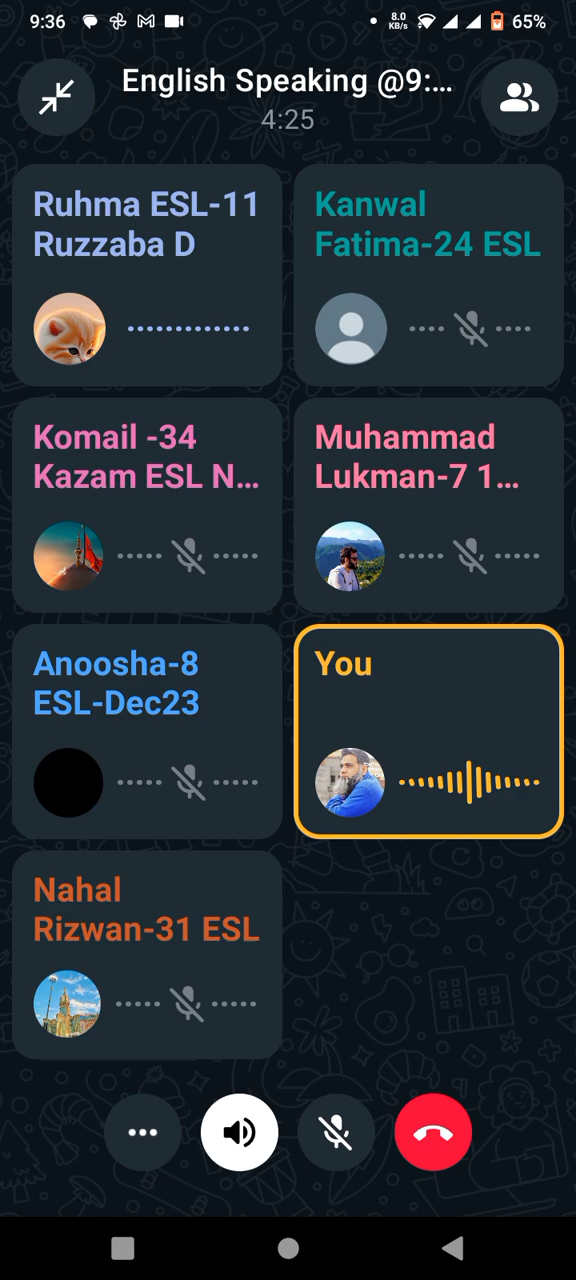 9:36
8.0
KB/s
65%
English Speaking @9:...
4:25
Ruhma ESL-11
Ruzzaba D
Kanwal
Fatima-24 ESL
Komail -34
Kazam ESL N...
Muhammad
Lukman-7 1...
Anoosha-8
ESL-Dec23
You
Nahal
Rizwan-31 ESL